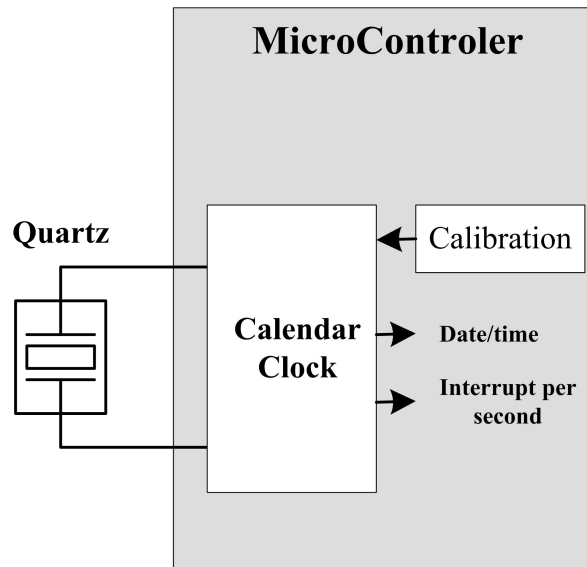 MicroControler
Quartz
Calibration
Calendar
Clock
Date/time
Interrupt per
second